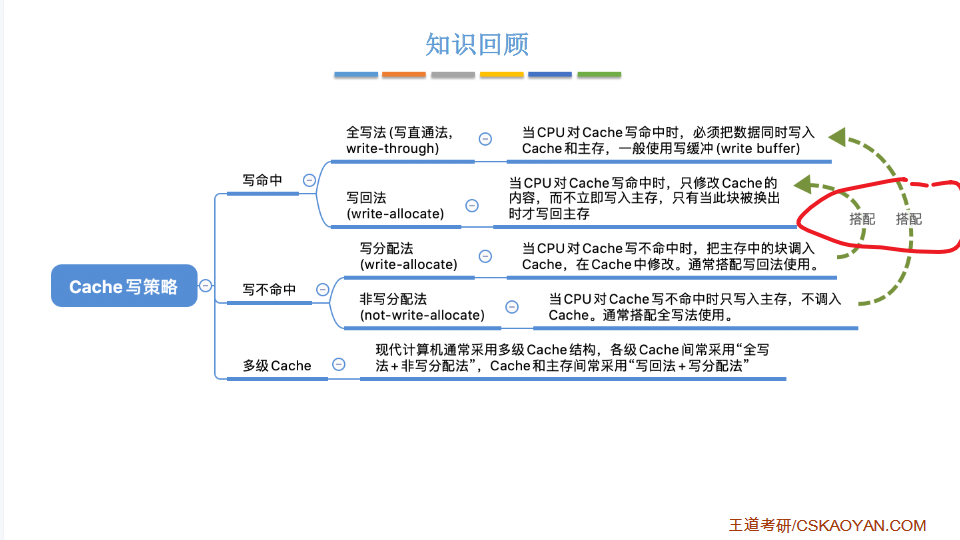 知识回顾
全写法 (写直通法,
write-through)
当CPU对Cache写命中时，必须把数据同时写入
Cache和主存，一般使用写缓冲 (write buffer)
写命中
写回法
(write-allocate)
当CPU对Cache写命中时，只修改Cache的
内容，而不立即写入主存，只有当此块被换出
时才写回主存
搭配
搭配
Cache写策略
写不命中
写分配法
(write-allocate)
当CPU对Cache写不命中时，把主存中的块调入
Cache，在Cache中修改。通常搭配写回法使用。
非写分配法
(not-write-allocate)
当CPU对Cache写不命中时只写入主存，不调入
Cache。通常搭配全写法使用。
多级Cache
现代计算机通常采用多级Cache结构，各级Cache间常采用“全写
法+非写分配法”，Cache和主存间常采用“写回法+写分配法”
王道考研/CSKAOYAN.COM